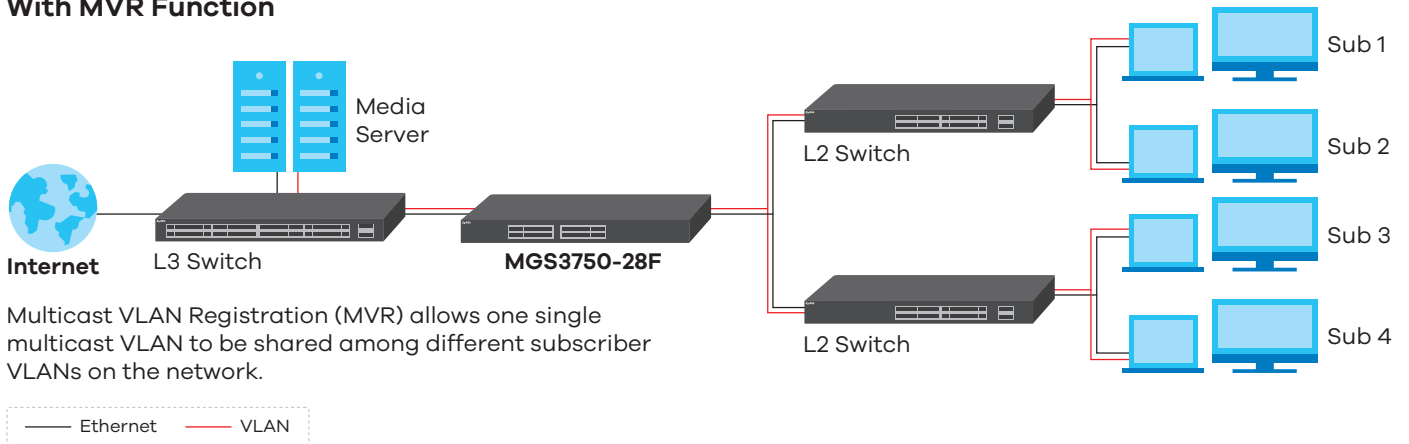 With MVR Function
Media
Server
Internet
L3 Switch
MGS3750-28F
L2 Switch
L2 Switch
Sub 1
Sub 2
Sub 3
Sub 4
Multicast VLAN Registration (MVR) allows one single
multicast VLAN to be shared among different subscriber
VLANs on the network.
Ethernet VLAN